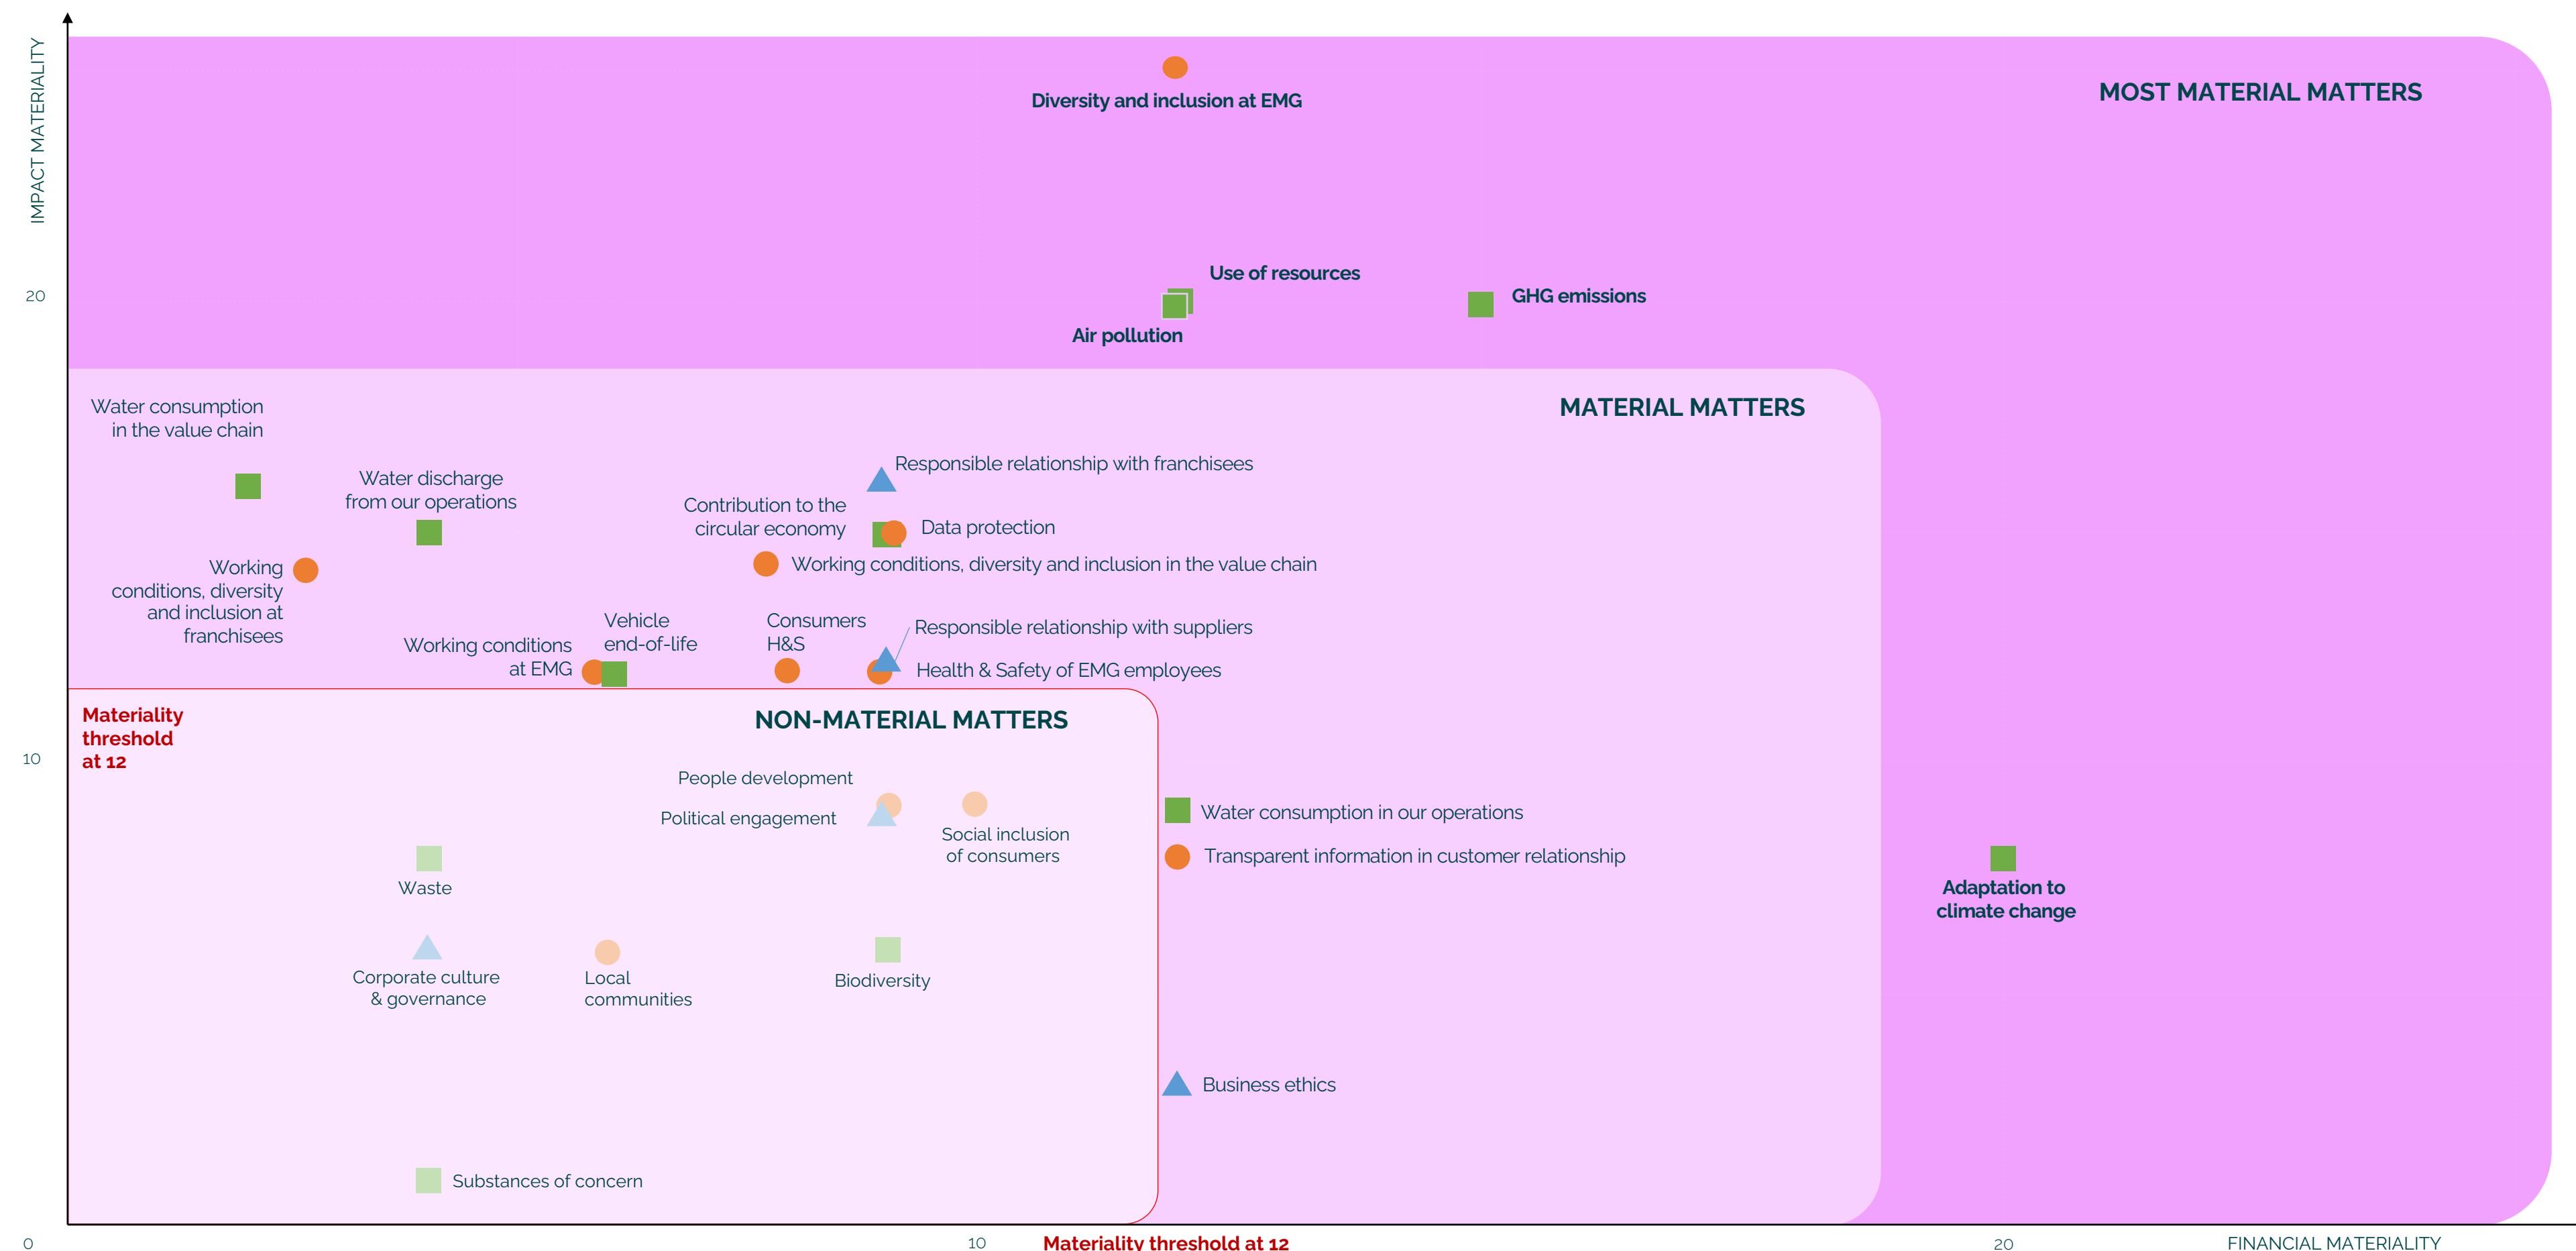 IMPACT MATERIALITY
Diversity and inclusion at EMG
MOST MATERIAL MATTERS
20
Use of resources
GHG emissions
Air pollution
MATERIAL MATTERS
Water consumption
in the value chain
Water discharge
from our operations
Responsible relationship with franchisees
Contribution to the
circular economy
Data protection
Working
conditions, diversity
and inclusion at
franchisees
Working conditions, diversity and inclusion in the value chain
Working conditions
at EMG
Vehicle
end-of-life
Consumers
H&S
Responsible relationship with suppliers
Health & Safety of EMG employees
Materiality
threshold
at 12
NON-MATERIAL MATTERS
10
People development
Political engagement
Social inclusion
of consumers
Water consumption in our operations
Transparent information in customer relationship
Waste
Adaptation to
climate change
Corporate culture
& governance
Local
communities
Biodiversity
Business ethics
Substances of concern
0
10
Materiality threshold at 12
20
FINANCIAL MATERIALITY